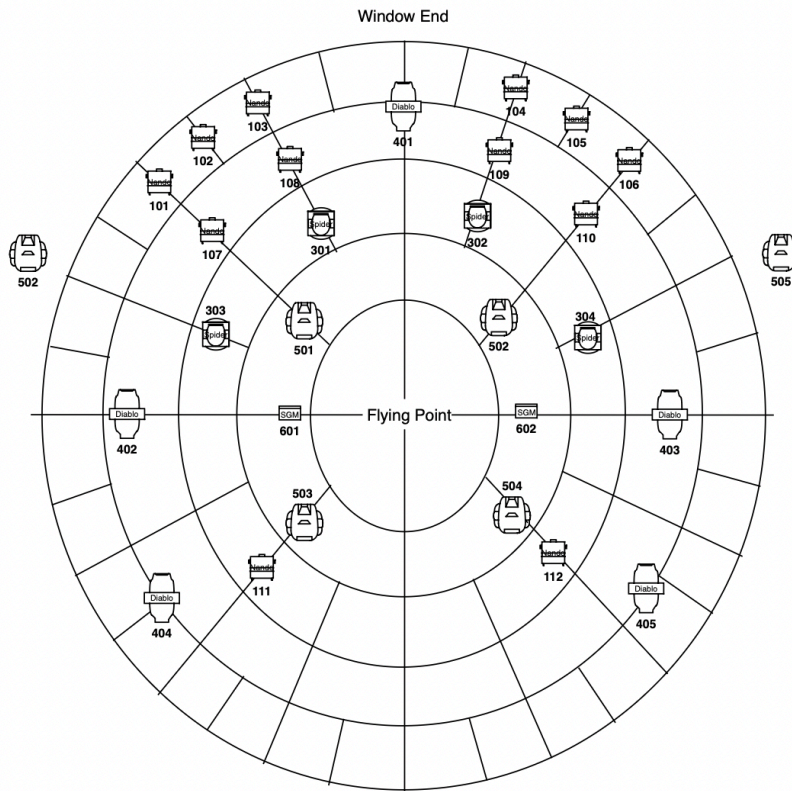 Window End
Nando
104
Nando
103
Diablo
401
Nando
105
Nando
102
Nando
106
Nando
108
Nando
109
Nando
101
Nando
107
Nando
110
Spider
301
Spider
302
502
505
303
Spider
304
Spider
501
502
Diablo
402
SGM
601
Flying Point
SGM
602
Diablo
403
503
504
Nando
111
Nando
112
Diablo
404
Diablo
405